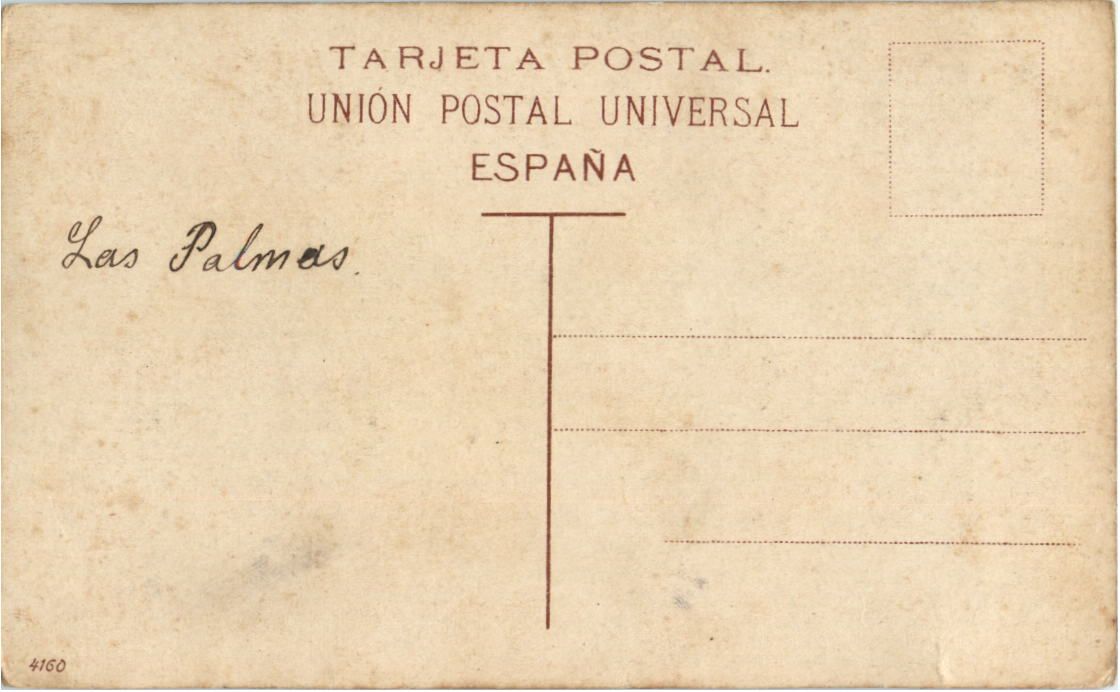 TARJETA POSTAL.
UNIÓN POSTAL UNIVERSAL
ESPAÑA
Las Palmas.
4160